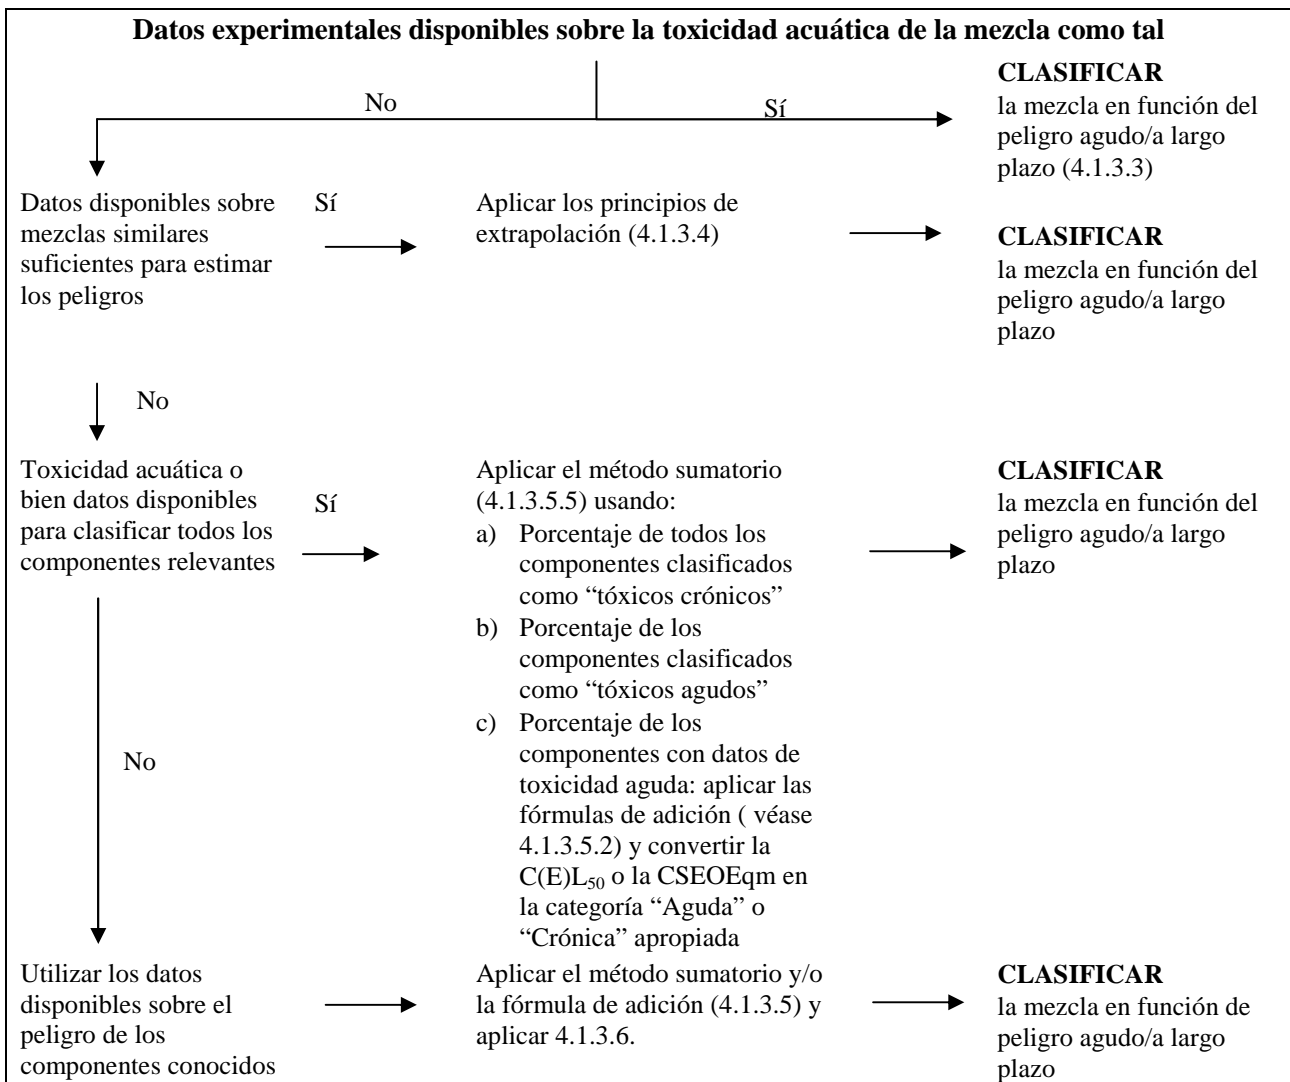 Datos experimentales disponibles sobre la toxicidad acuática de la mezcla como tal
No
Sí
CLASIFICAR
la mezcla en función del
peligro agudo/a largo
plazo (4.1.3.3)
Datos disponibles sobre
mezclas similares
suficientes para estimar
los peligros
Sí
Aplicar los principios de
extrapolación (4.1.3.4)
CLASIFICAR
la mezcla en función del
peligro agudo/a largo
plazo
No
Toxicidad acuática o
bien datos disponibles
para clasificar todos los
componentes relevantes
Sí
Aplicar el método sumatorio
(4.1.3.5.5) usando:
a) Porcentaje de todos los
componentes clasificados
como “tóxicos crónicos”
b) Porcentaje de los
componentes clasificados
como “tóxicos agudos”
c) Porcentaje de los
componentes con datos de
toxicidad aguda: aplicar las
fórmulas de adición ( véase
4.1.3.5.2) y convertir la
C(E)L50 o la CSEOEqm en
la categoría “Aguda” o
“Crónica” apropiada
CLASIFICAR
la mezcla en función del
peligro agudo/a largo
plazo
No
Utilizar los datos
disponibles sobre el
peligro de los
componentes conocidos
Aplicar el método sumatorio y/o
la fórmula de adición (4.1.3.5) y
aplicar 4.1.3.6.
CLASIFICAR
la mezcla en función de
peligro agudo/a largo
plazo